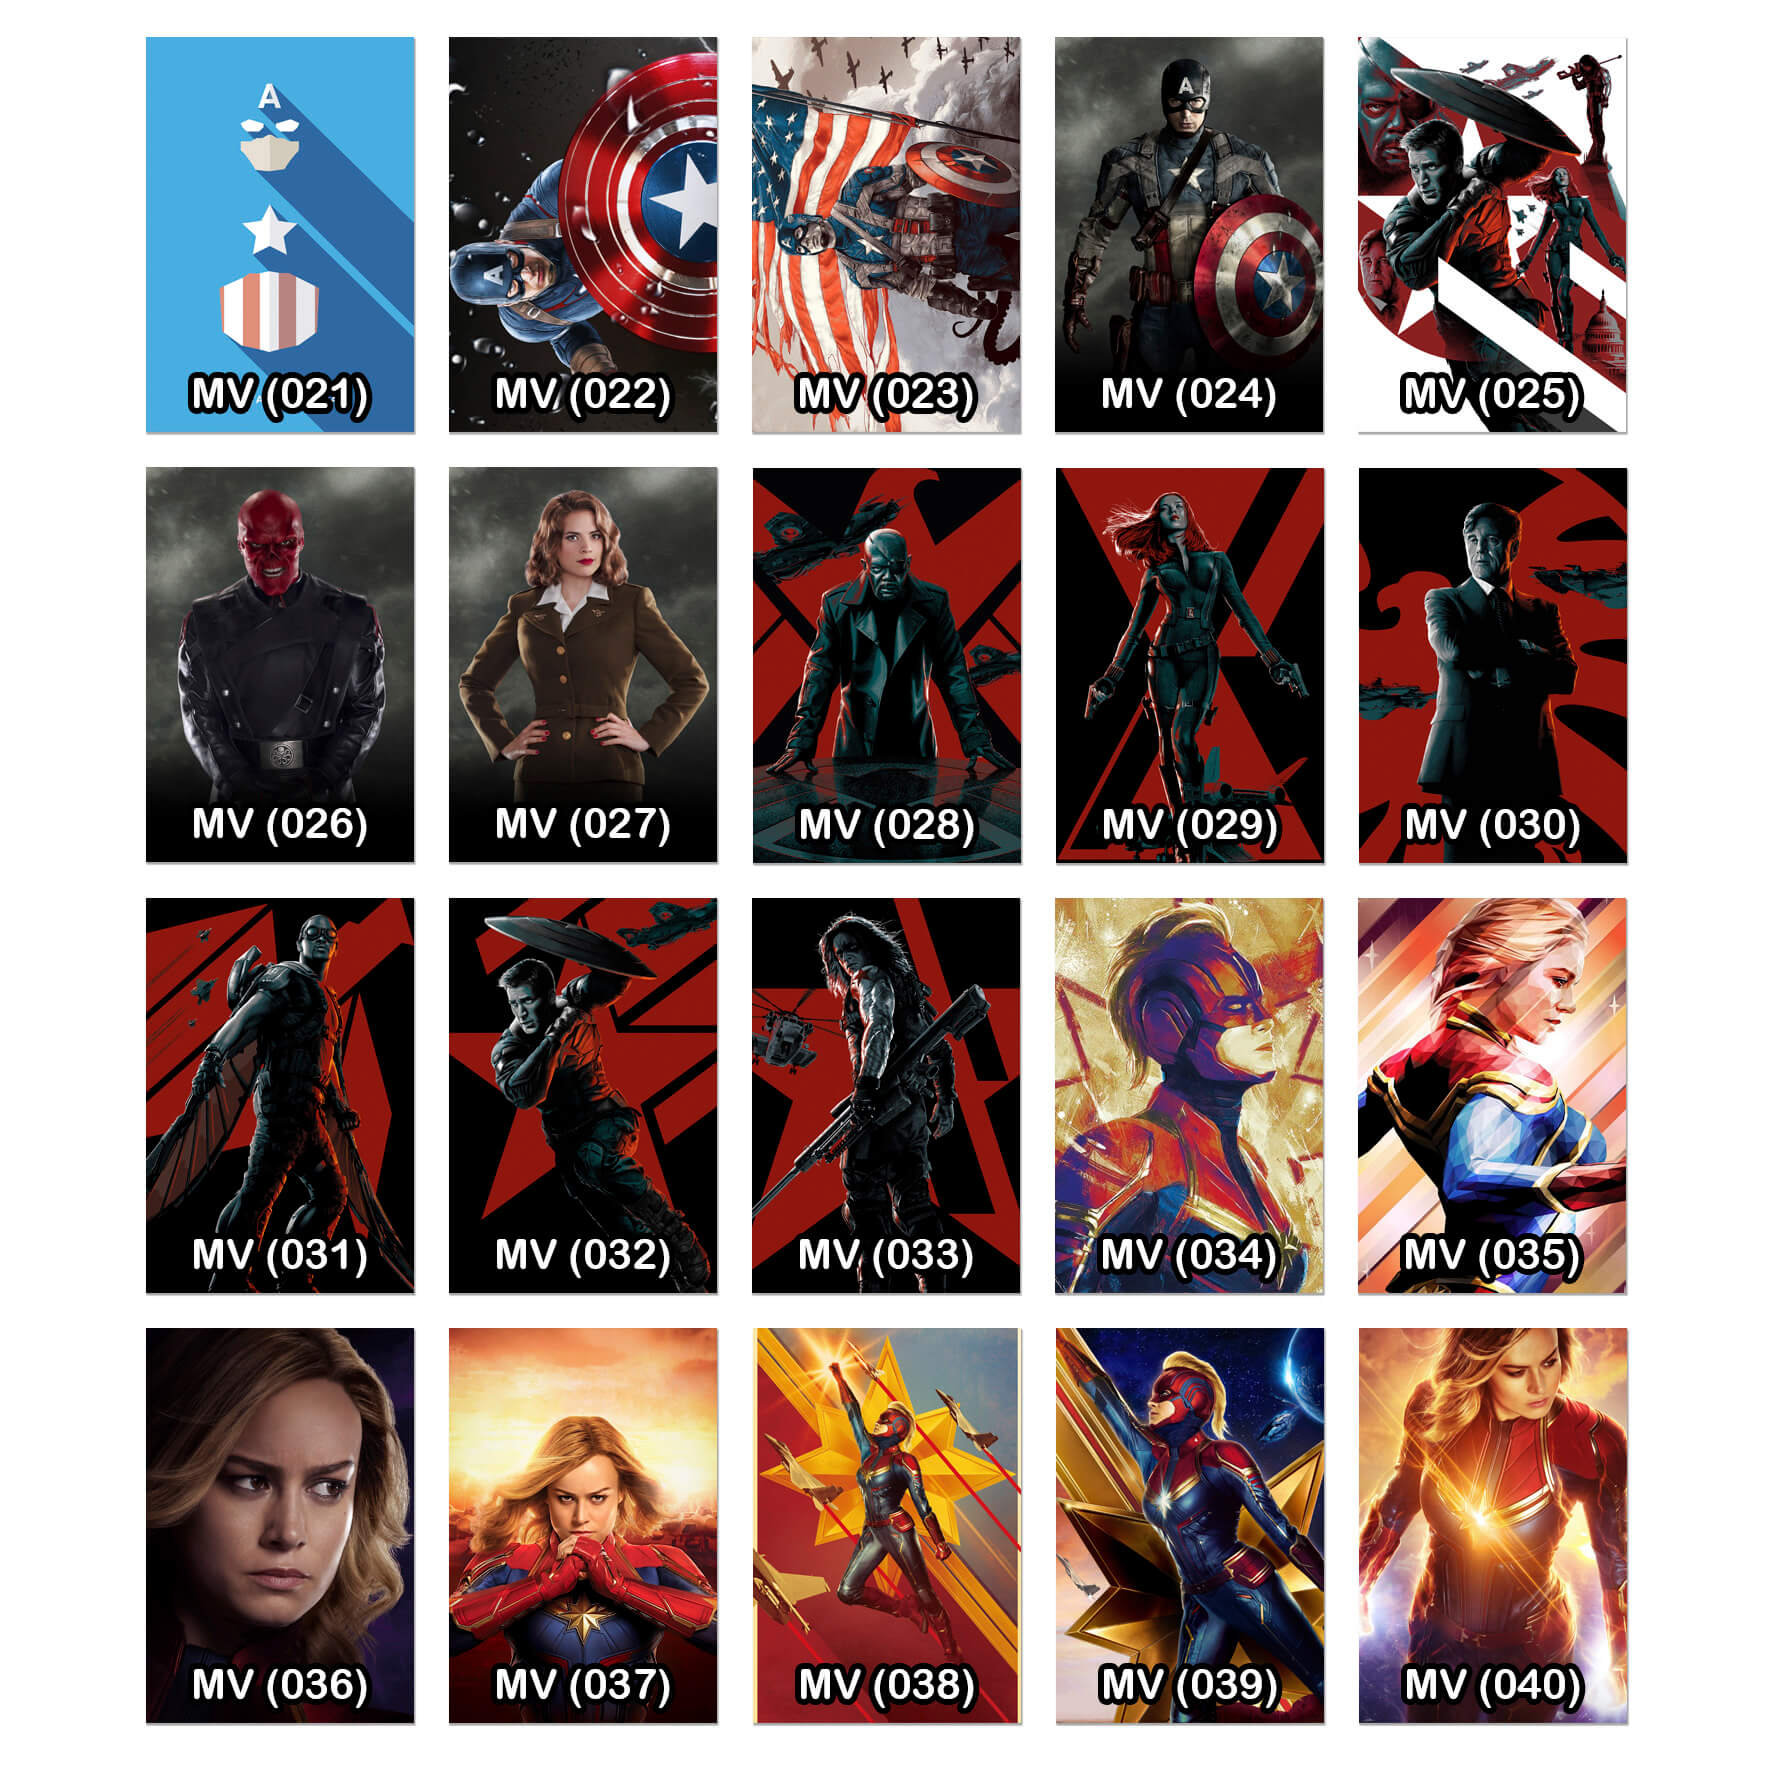 A
MV (021)
A
MV (022)
MV (023)
A
MV (024)
MV (025)
MV (026)
MV (027)
MV (028)
MV (029)
MV (030)
MV (031)
MV (032)
MV (033)
MV (034)
MV (035)
MV (036)
MV (037)
MV (038)
MV (039)
MV (040)